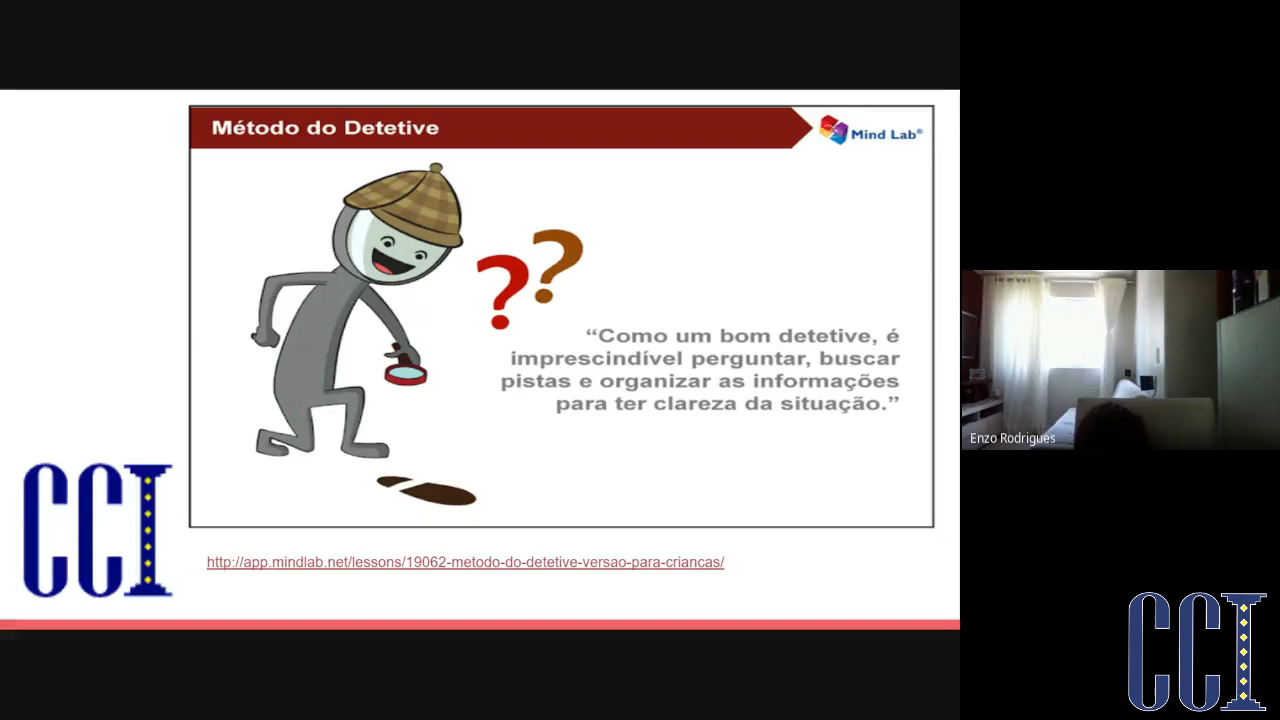 Método do Detetive
Mind Lab®
??
“Como um bom detetive, é
imprescindível perguntar, buscar
pistas e organizar as informações
para ter clareza da situação.”
CCI
http://app.mindlab.net/lessons/19062-metodo-do-detetive-versao-para-criancas/
Enzo Rodrigues
CCI